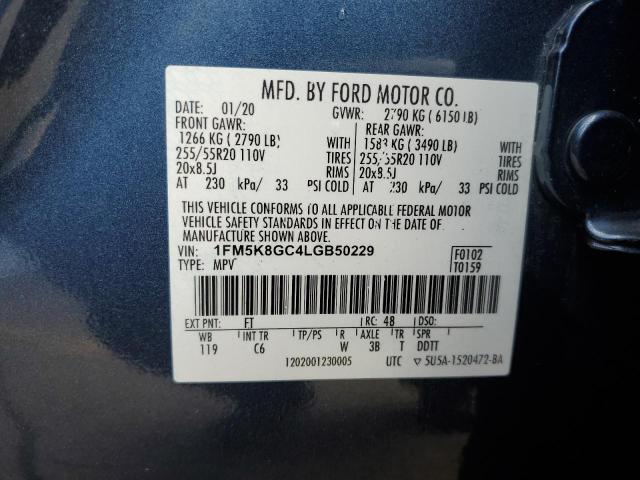 MFD. BY FORD MOTOR CO.
DATE: 01/20 GVWR: 2790 KG ( 6150 LB)
FRONT GAWR: REAR GAWR:
1266 KG ( 2790 LB) WITH 1583 KG ( 3490 LB) WITH
255/55R20 110V TIRES 255/55R20 110V TIRES
20x8.5J RIMS 20x8.5J RIMS
AT 230 kPa/ 33 PSI COLD AT 230 kPa/ 33 PSI COLD
THIS VEHICLE CONFORMS TO ALL APPLICABLE FEDERAL MOTOR
VEHICLE SAFETY STANDARDS IN EFFECT ON THE DATE OF
MANUFACTURE SHOWN ABOVE.
VIN: 1FM5K8GC4LGB50229 F0102
TYPE: MPV T0159
EXT PNT: FT RC: 48 DSO:
WB INT TR TP/PS R AXLE TR SPR
119 C6 W 3B T DDTT
1202001230005 UTC ▽ 5U5A-1520472-BA